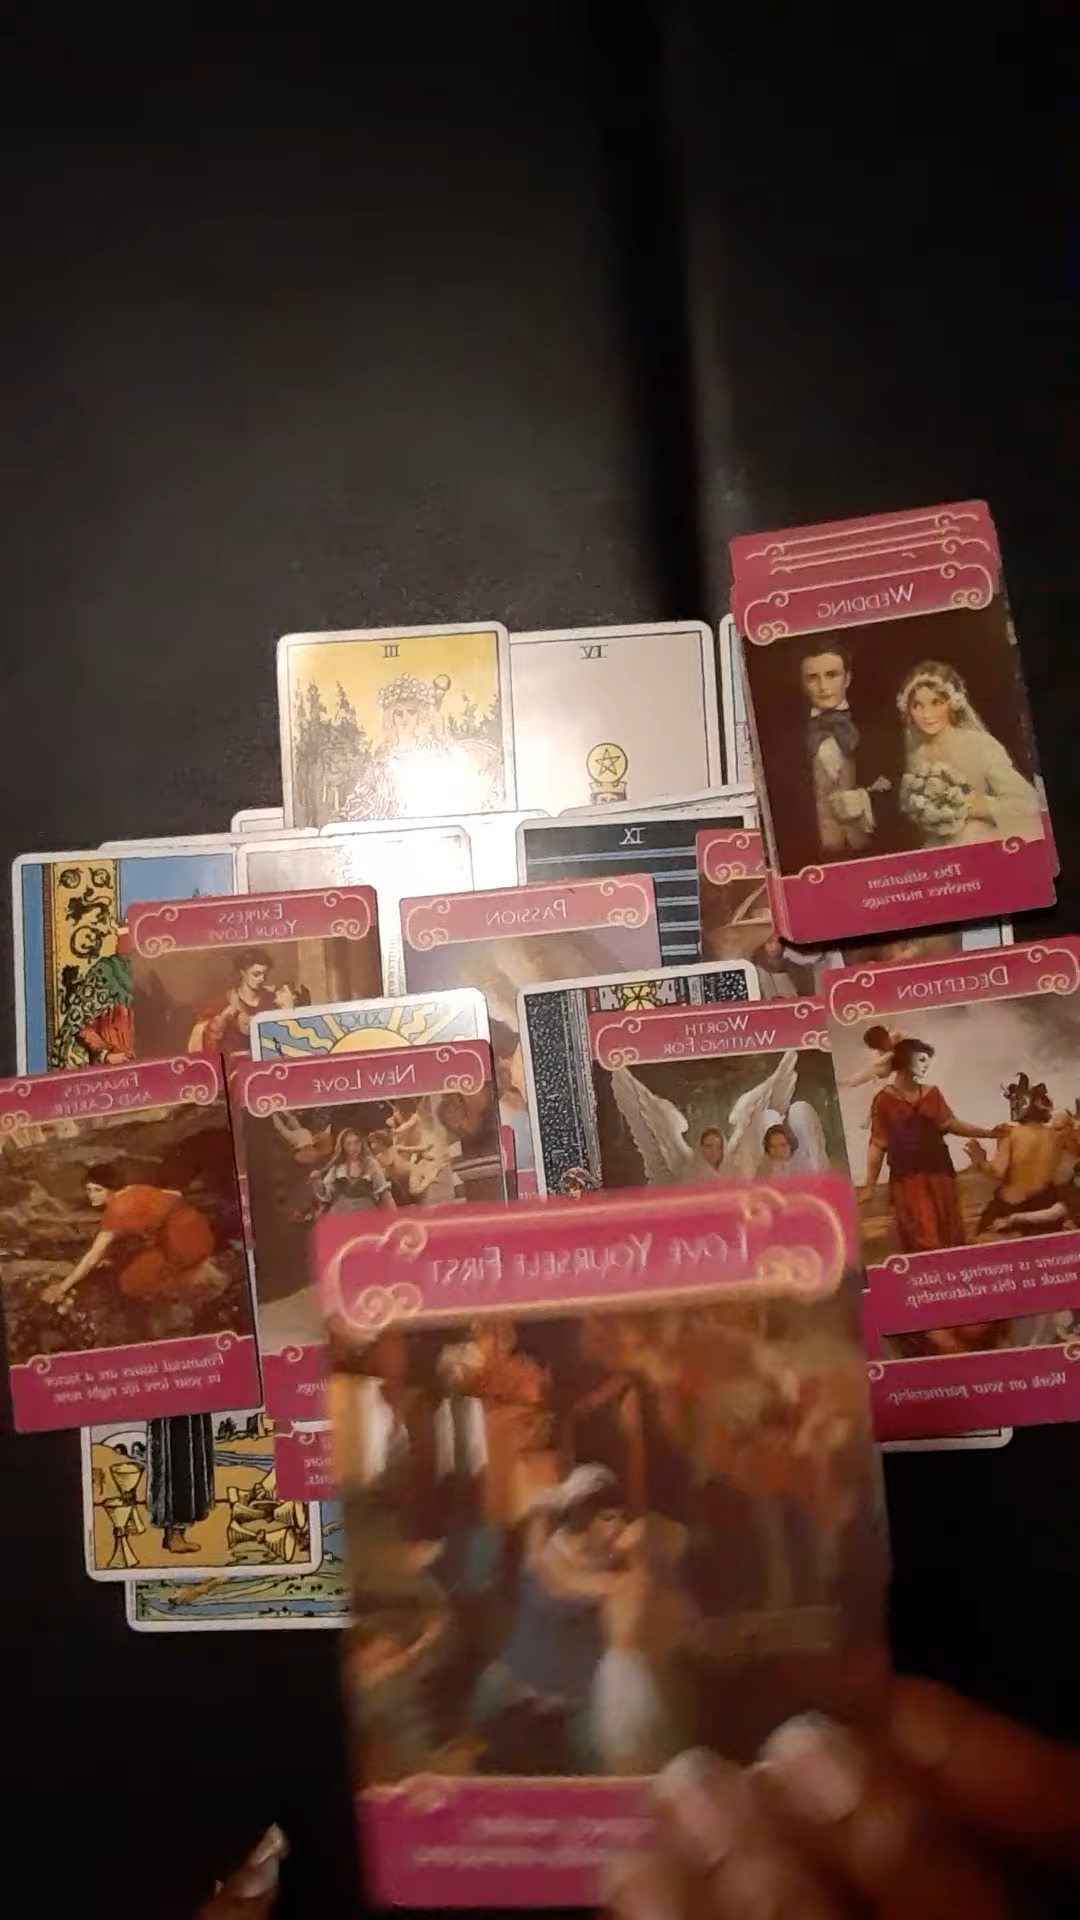 WEDDING
This situation
involves marriage
III
IV
IX
EXPRESS
YOUR LOVE
PASSION
DECEPTION
WORTH
WAITING FOR
FINANCES
AND CAREER
NEW LOVE
LOVE YOURSELF FIRST
someone is wearing a false
mask in this relationship.
Financial issues are a factor
in your love life right now.
Work on your partnership.